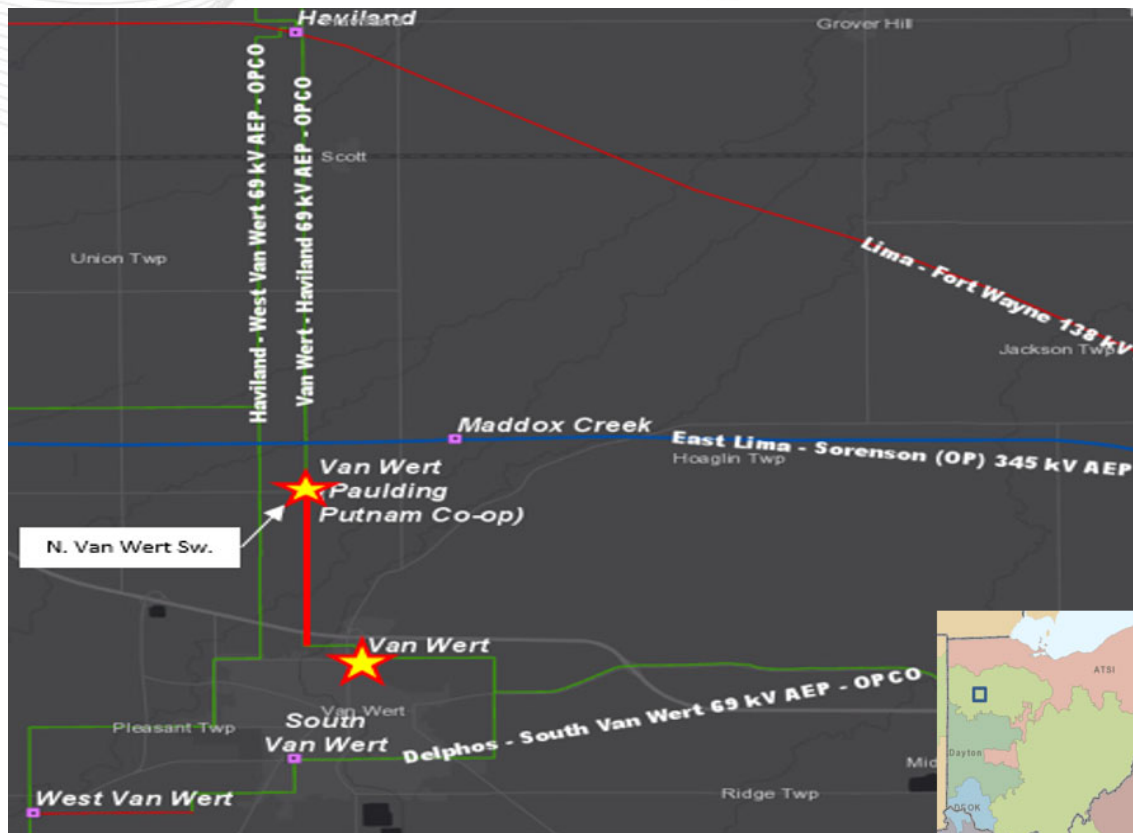 Haviland
Grover Hill
Haviland - West Van Wert 69 kV AEP - OPCO
Van Wert - Haviland 69 kV AEP - OPCO
Scott
Union Twp
Lima - Fort Wayne 138 kV
Jackson Twp
Maddox Creek
East Lima - Sorenson (OP) 345 kV AEP
Hoaglin Twp
Van Wert
(Paulding
Putnam Co-op)
N. Van Wert Sw.
Van Wert
ATSI
Van Wert
Delphos - South Van Wert 69 kV AEP - OPCO
Pleasant Twp
South
Van Wert
Dayton
West Van Wert
Ridge Twp